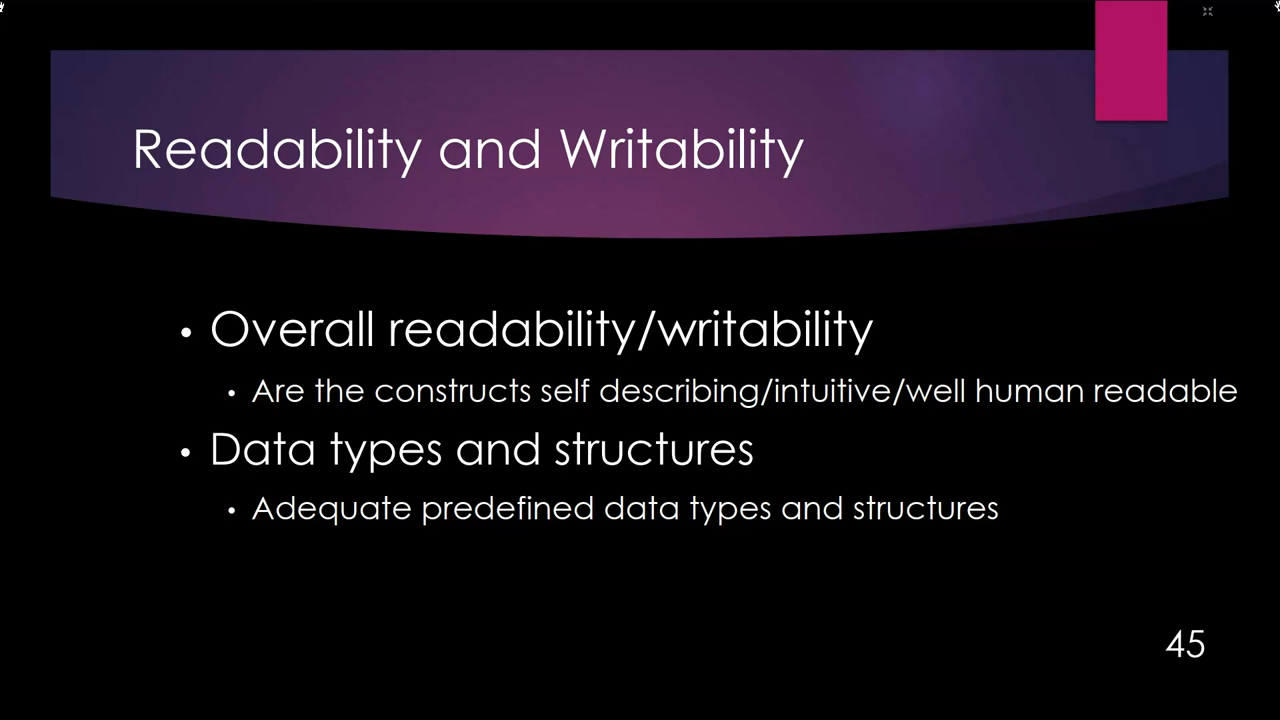 Readability and Writability
• Overall readability/writability
• Are the constructs self describing/intuitive/well human readable
• Data types and structures
• Adequate predefined data types and structures
45